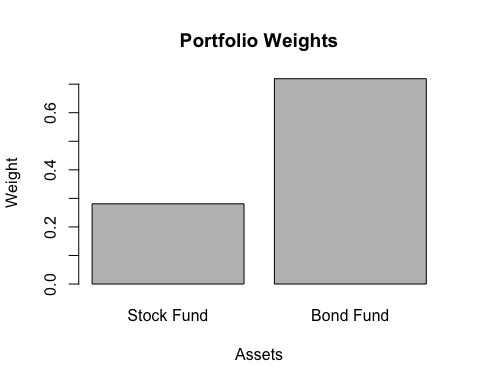 Portfolio Weights
Weight
0.6
0.4
0.2
0.0
Stock Fund
Bond Fund
Assets